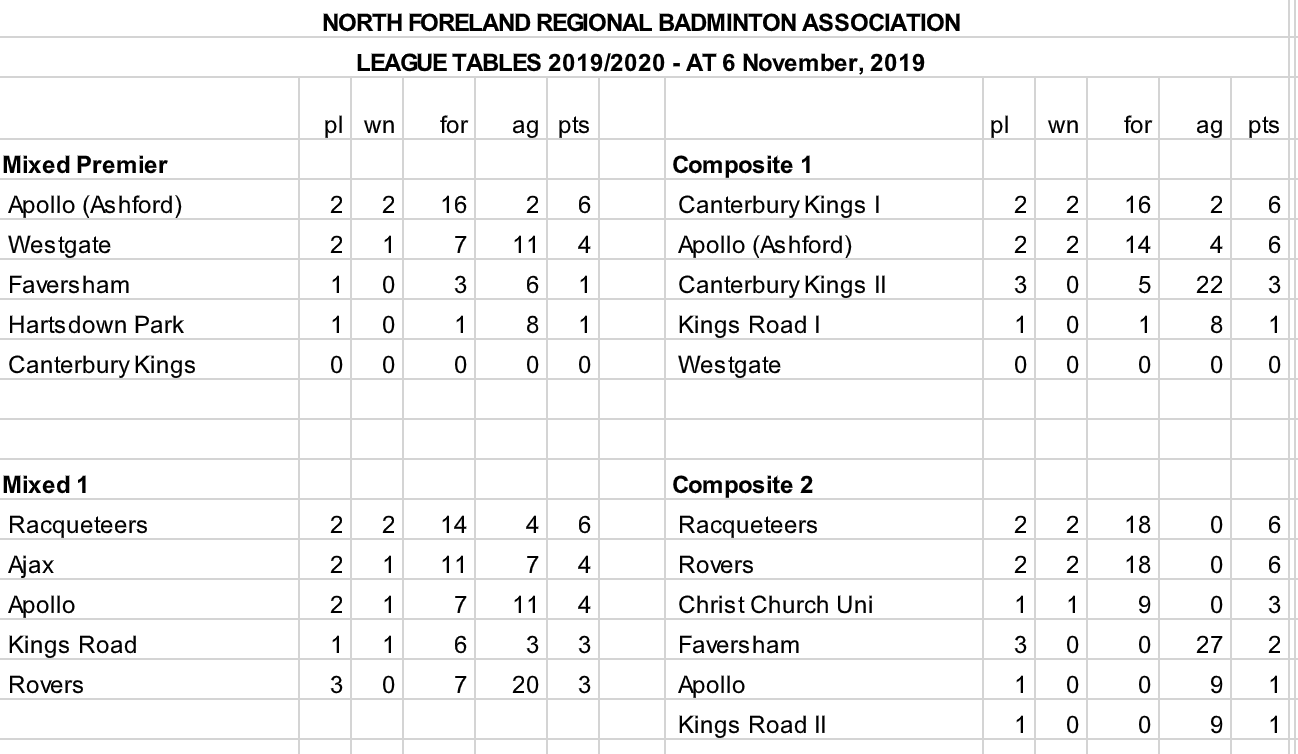 NORTH FORELAND REGIONAL BADMINTON ASSOCIATION
LEAGUE TABLES 2019/2020 - AT 6 November, 2019
pl wn for ag pts pl wn for ag pts
Mixed Premier Composite 1
Apollo (Ashford) 2 2 16 2 6 Canterbury Kings I 2 2 16 2 6
Westgate 2 1 7 11 4 Apollo (Ashford) 2 2 14 4 6
Faversham 1 0 3 6 1 Canterbury Kings II 3 0 5 22 3
Hartsdown Park 1 0 1 8 1 Kings Road I 1 0 1 8 1
Canterbury Kings 0 0 0 0 0 Westgate 0 0 0 0 0
Mixed 1 Composite 2
Racqueteers 2 2 14 4 6 Racqueteers 2 2 18 0 6
Ajax 2 1 11 7 4 Rovers 2 2 18 0 6
Apollo 2 1 7 11 4 Christ Church Uni 1 1 9 0 3
Kings Road 1 1 6 3 3 Faversham 3 0 0 27 2
Rovers 3 0 7 20 3 Apollo 1 0 0 9 1
Kings Road II 1 0 0 9 1